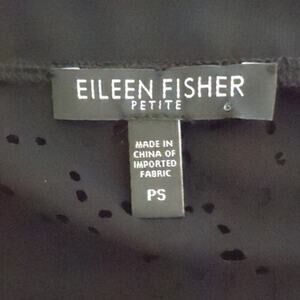 EILEEN FISHER
PETITE
MADE IN
CHINA OF
IMPORTED
FABRIC
PS